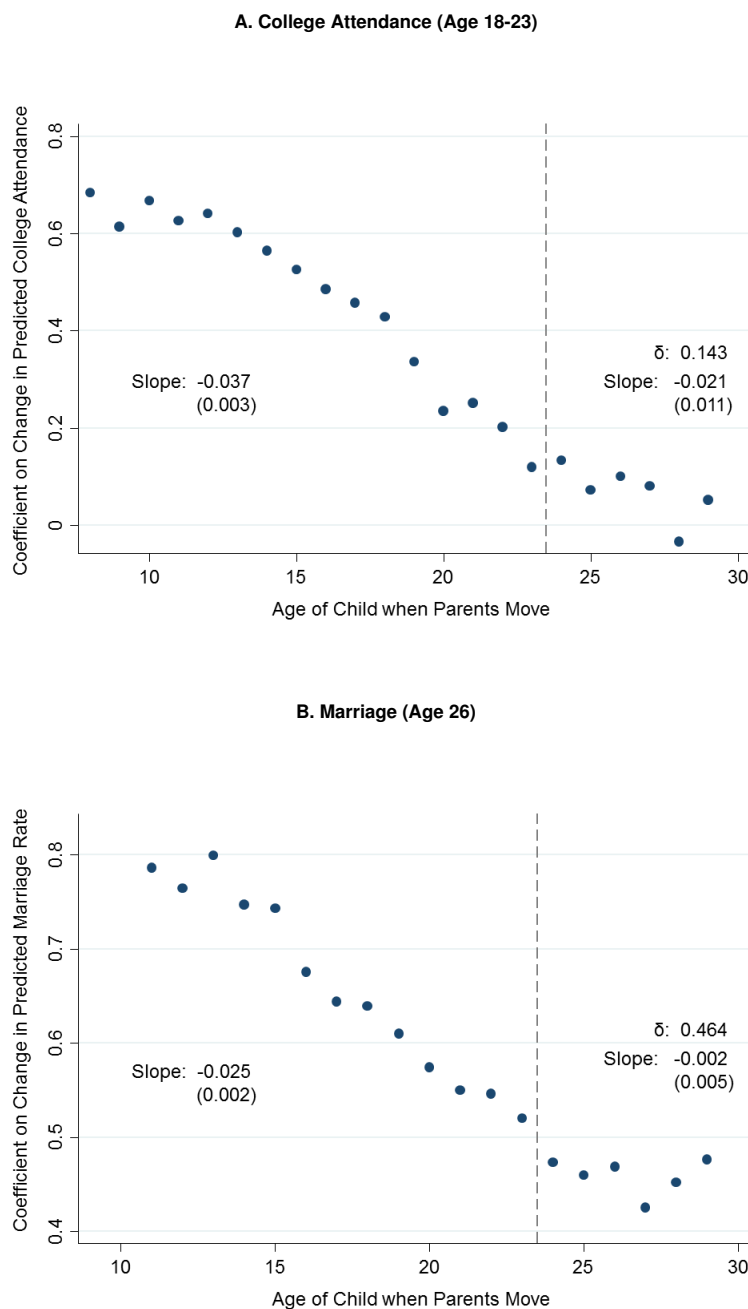 A. College Attendance (Age 18-23)
Coefficient on Change in Predicted College Attendance
0.8
0.6
0.4
0.2
0
δ: 0.143
Slope: -0.037
(0.003)
Slope: -0.021
(0.011)
10
15
20
25
30
Age of Child when Parents Move
B. Marriage (Age 26)
Coefficient on Change in Predicted Marriage Rate
0.8
0.7
0.6
0.5
0.4
δ: 0.464
Slope: -0.025
(0.002)
Slope: -0.002
(0.005)
10
15
20
25
30
Age of Child when Parents Move